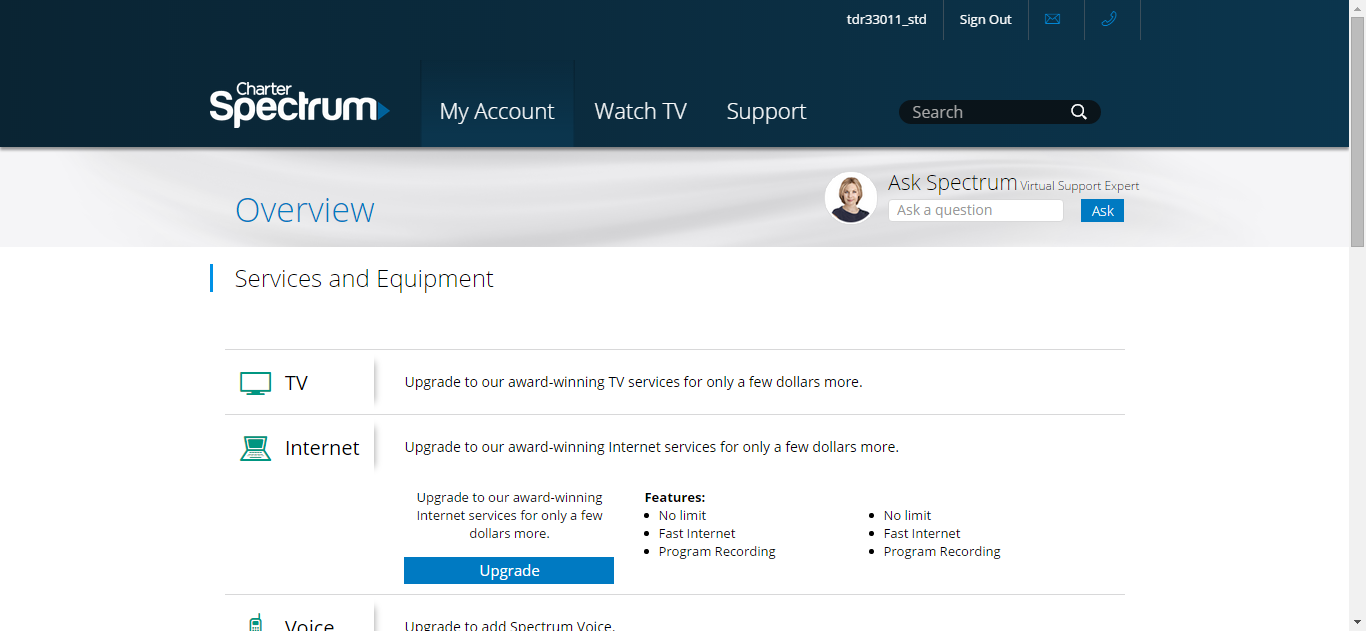 tdr33011_std Sign Out
Charter
Spectrum
My Account Watch TV Support Search
Ask Spectrum Virtual Support Expert
Overview
Ask a question Ask
Services and Equipment
TV Upgrade to our award-winning TV services for only a few dollars more.
Internet Upgrade to our award-winning Internet services for only a few dollars more.
Upgrade to our award-winning
Internet services for only a few
dollars more.
Upgrade
Features:
No limit
Fast Internet
Program Recording
No limit
Fast Internet
Program Recording
Voice Upgrade to add Spectrum Voice.